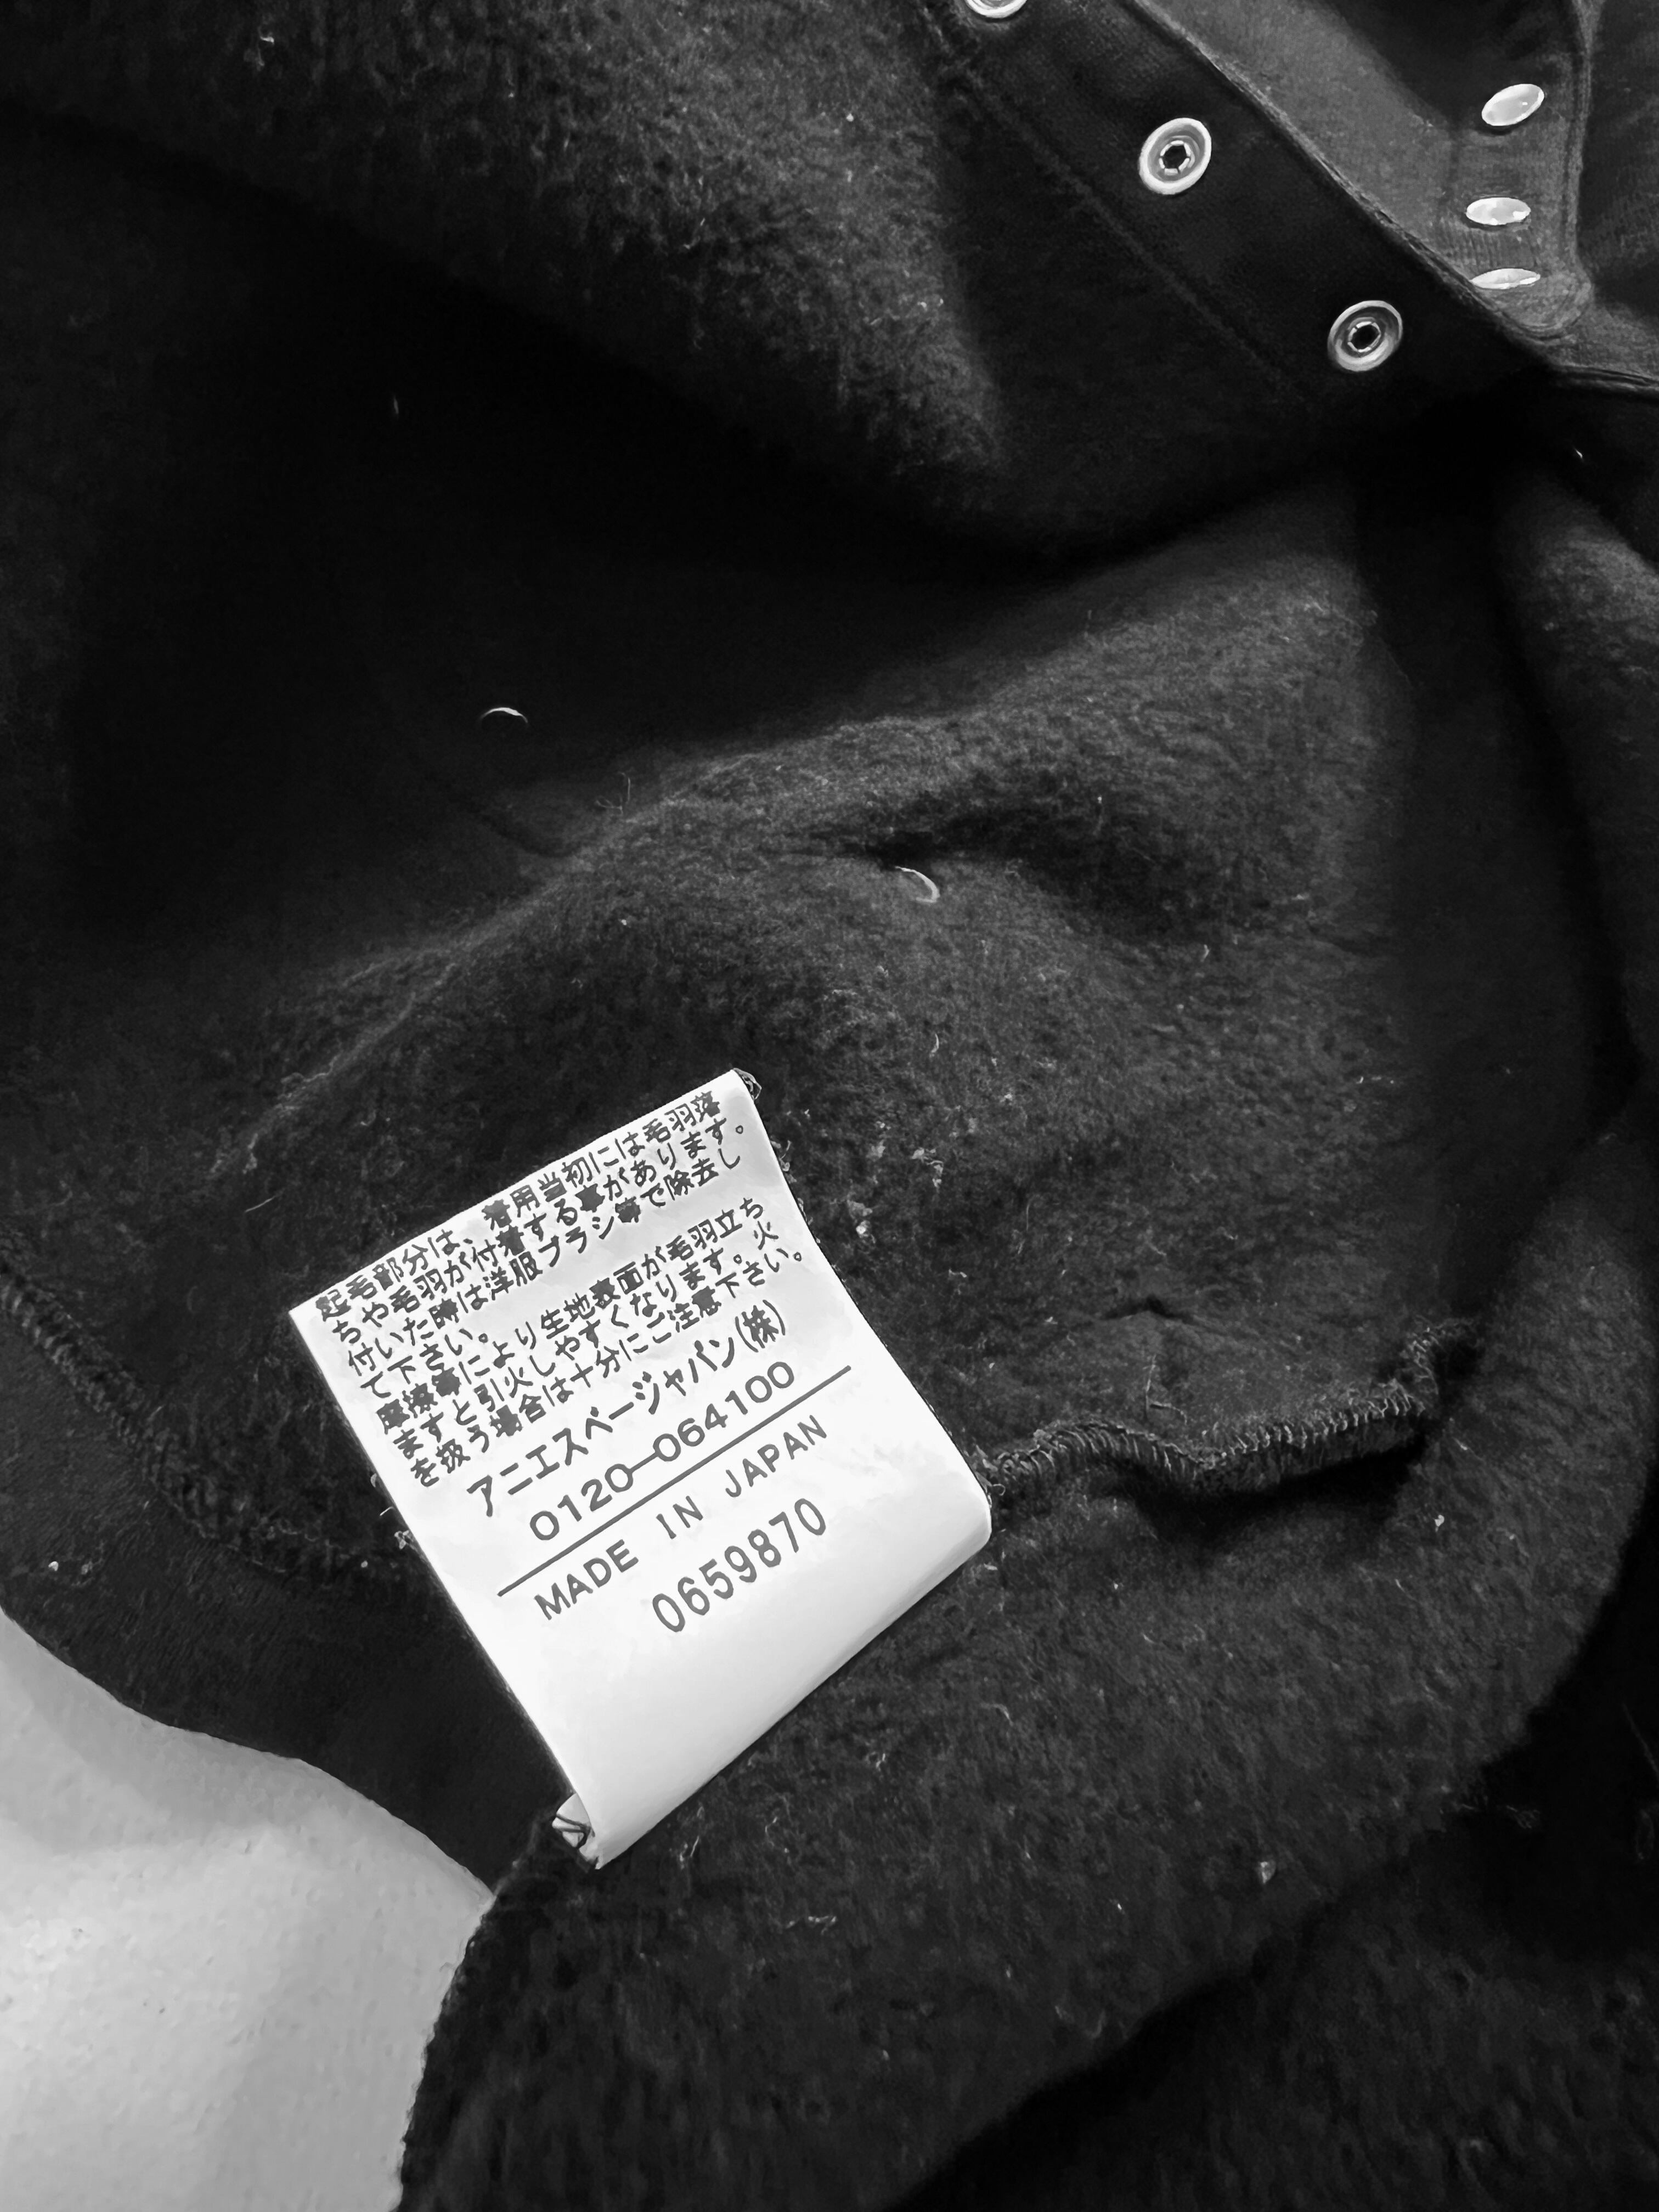 起毛部分は、着用当初には毛羽落
ちや毛羽が付着する事があります。
付いた時は洋服ブラシ等で除去し
て下さい。
摩擦等により生地表面が毛羽立ち
ますと引火しやすくなります。火
を扱う場合は十分にご注意下さい。
アニエスベージャパン(株)
0120-064100
MADE IN JAPAN
0659870